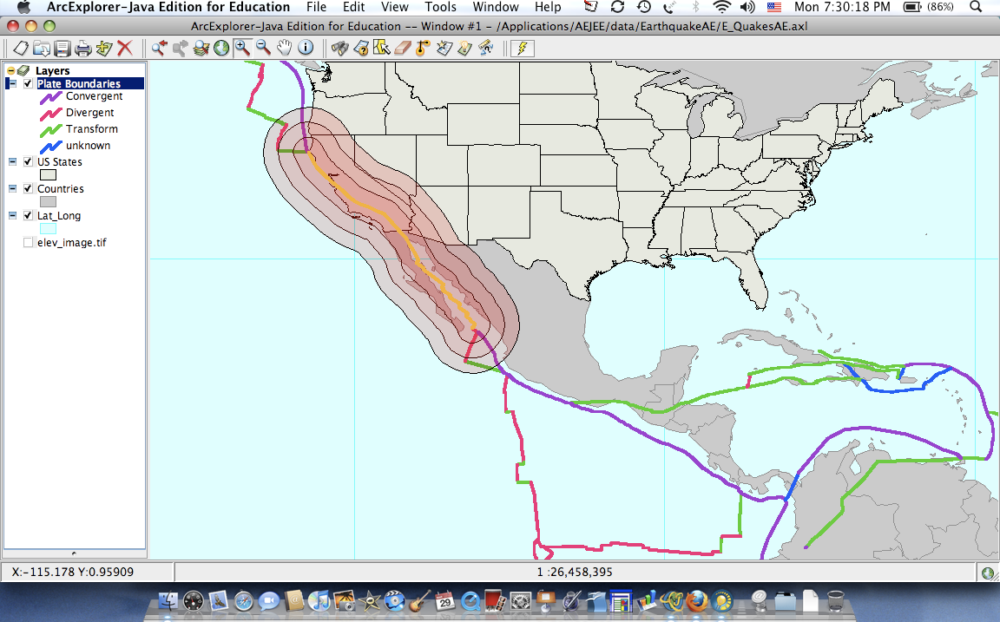 ArcExplorer-Java Edition for Education File Edit View Tools Window Help Mon 7:30:18 PM (86%)
ArcExplorer-Java Edition for Education -- Window #1 - /Applications/AEJEE/data/EarthquakeAE/E_QuakesAE.axl
Layers
Plate Boundaries
Convergent
Divergent
Transform
unknown
US States
Countries
Lat_Long
elev_image.tif
X:-115.178 Y:0.95909 1 :26,458,395
29